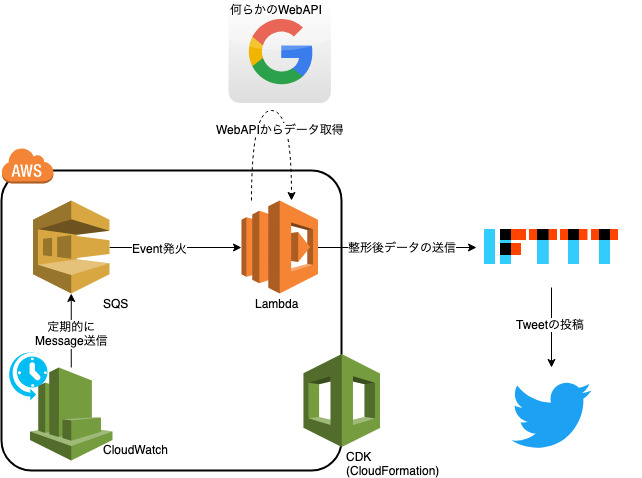 何らかのWebAPI
WebAPIからデータ取得
AWS
Event発火
整形後データの送信
IFTTT
SQS
Lambda
定期的に
Message送信
Tweetの投稿
CloudWatch
CDK
(CloudFormation)